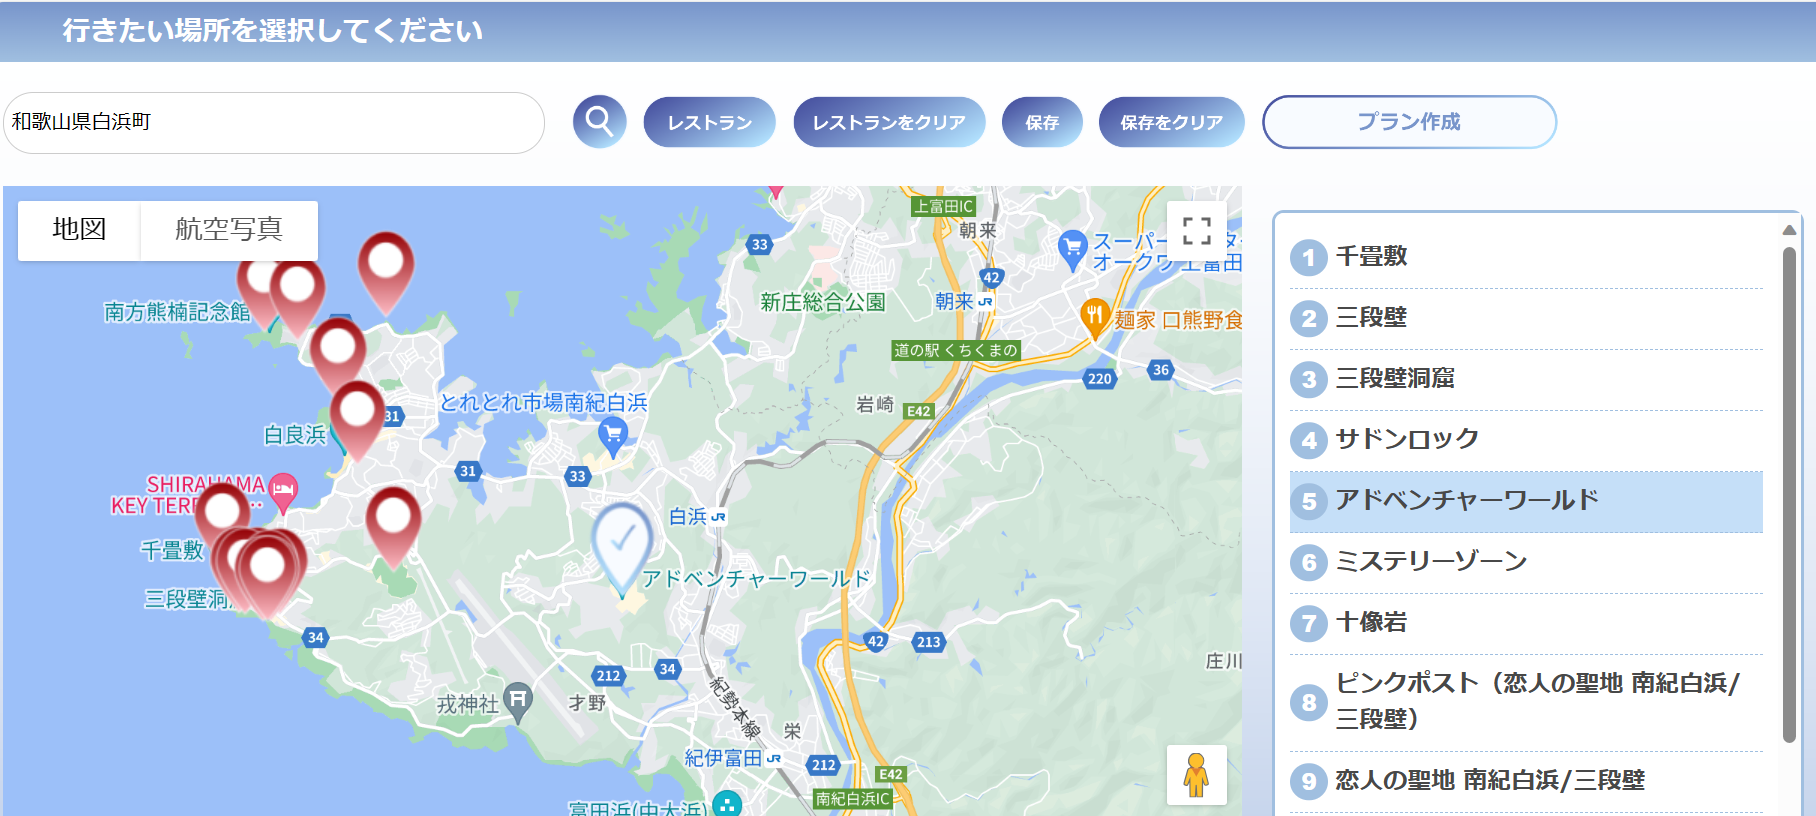 行きたい場所を選択してください
和歌山県白浜町
レストラン
レストランをクリア
保存
保存をクリア
プラン作成
地図
航空写真
上富田IC
朝来
33
42
新庄総合公園
朝来
南方熊楠記念館
麺家 口熊野食
道の駅 くちくまの
220
36
岩崎
E42
とれとれ市場南紀白浜
31
白良浜
31
33
SHIRAHAMA
白浜
千畳敷
アドベンチャーワールド
三段壁洞
34
42
213
庄川
212
34
戎神社
才野
紀勢本線
栄
紀伊富田
212
E42
南紀白浜IC
富田浜(中大浜)
1 千畳敷
2 三段壁
3 三段壁洞窟
4 サドンロック
5 アドベンチャーワールド
6 ミステリーゾーン
7 十像岩
8 ピンクポスト（恋人の聖地 南紀白浜/
三段壁）
9 恋人の聖地 南紀白浜/三段壁